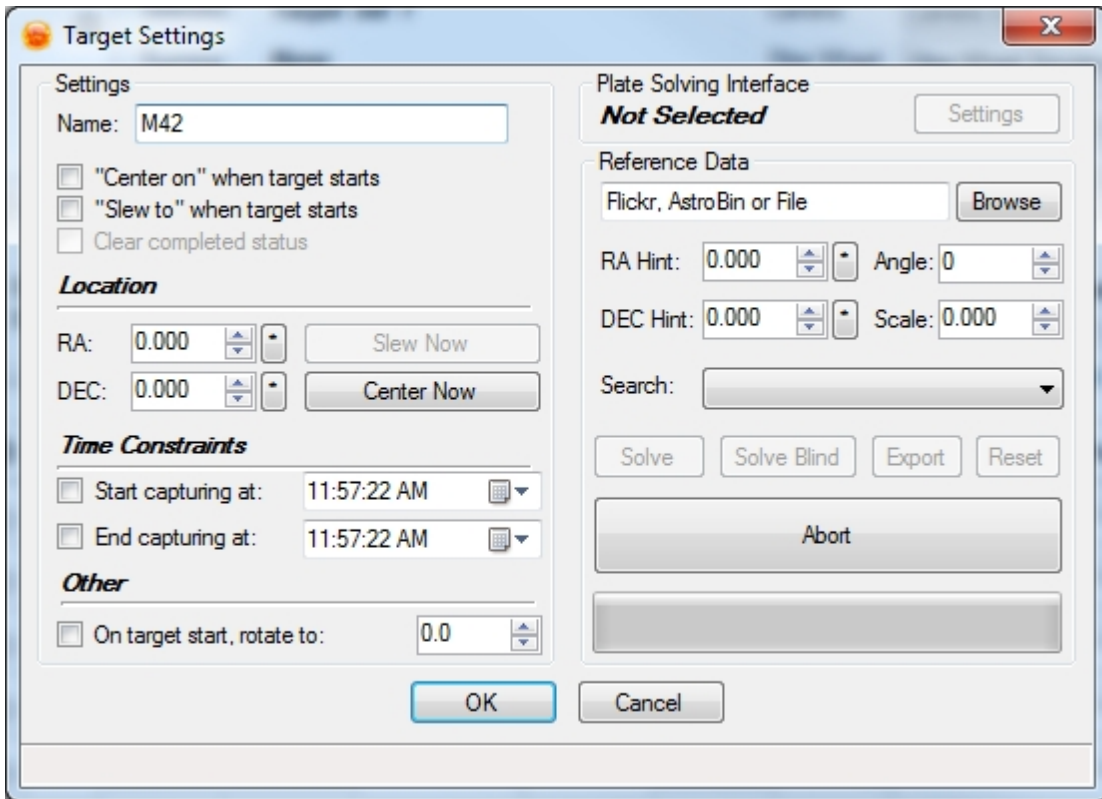 Target Settings
Settings
Name: M42
"Center on" when target starts
"Slew to" when target starts
Clear completed status
Location
RA: 0.000 * Slew Now
DEC: 0.000 * Center Now
Time Constraints
Start capturing at: 11:57:22 AM
End capturing at: 11:57:22 AM
Other
On target start, rotate to: 0.0
Plate Solving Interface
Not Selected Settings
Reference Data
Flickr, AstroBin or File Browse
RA Hint: 0.000 * Angle: 0
DEC Hint: 0.000 * Scale: 0.000
Search:
Solve Solve Blind Export Reset
Abort
OK Cancel